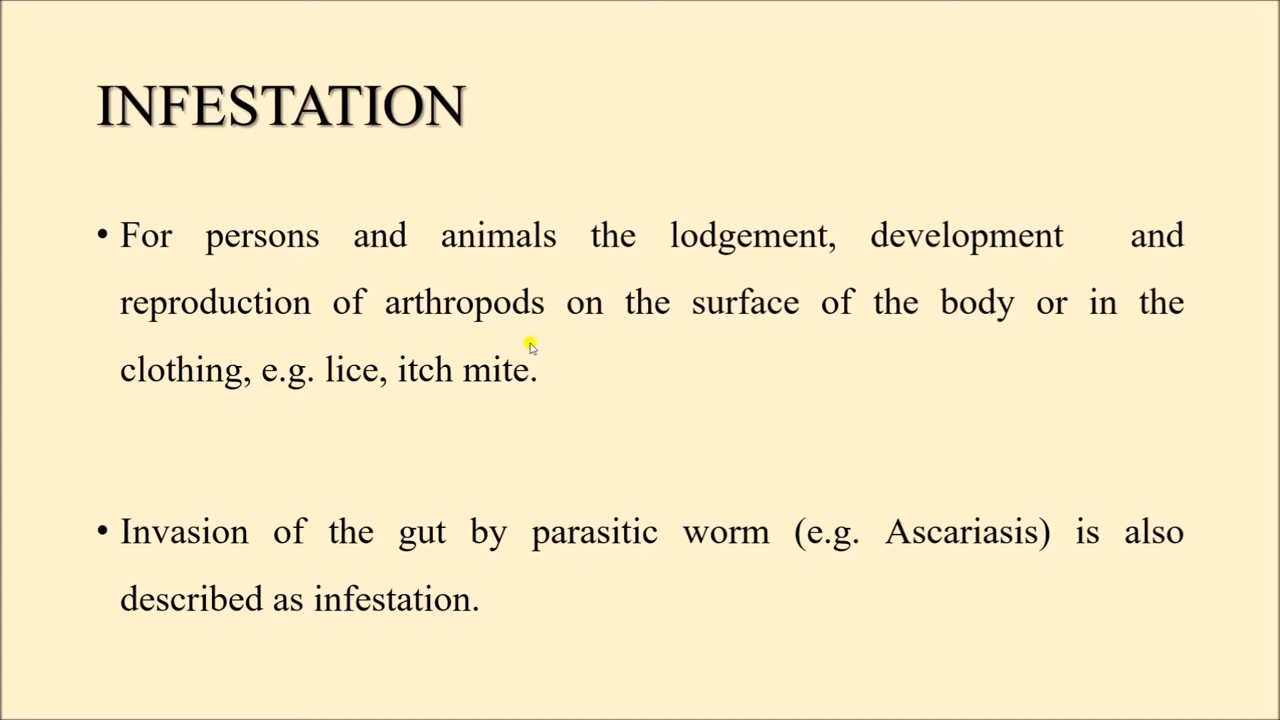 INFESTATION
• For persons and animals the lodgement, development and
reproduction of arthropods on the surface of the body or in the
clothing, e.g. lice, itch mite.
• Invasion of the gut by parasitic worm (e.g. Ascariasis) is also
described as infestation.